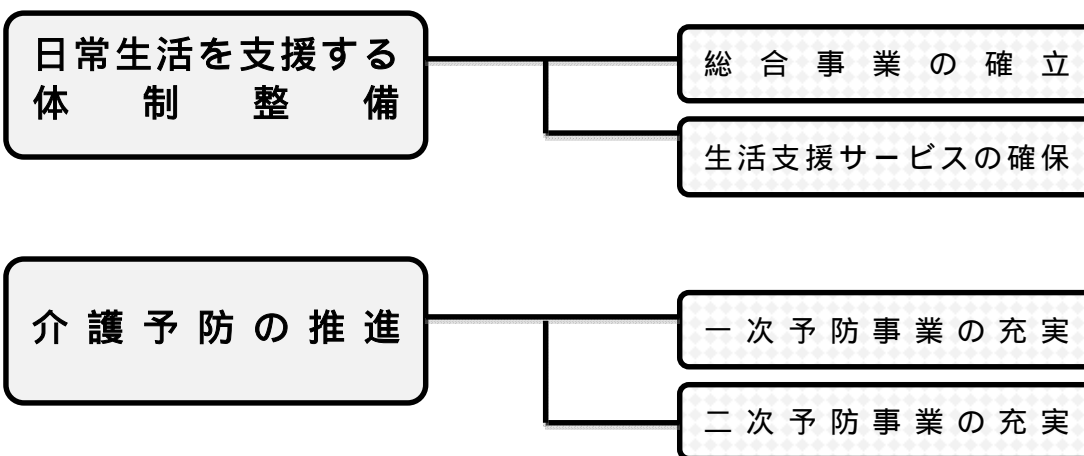 日常生活を支援する
体制整備
総合事業の確立
生活支援サービスの確保
介護予防の推進
一次予防事業の充実
二次予防事業の充実